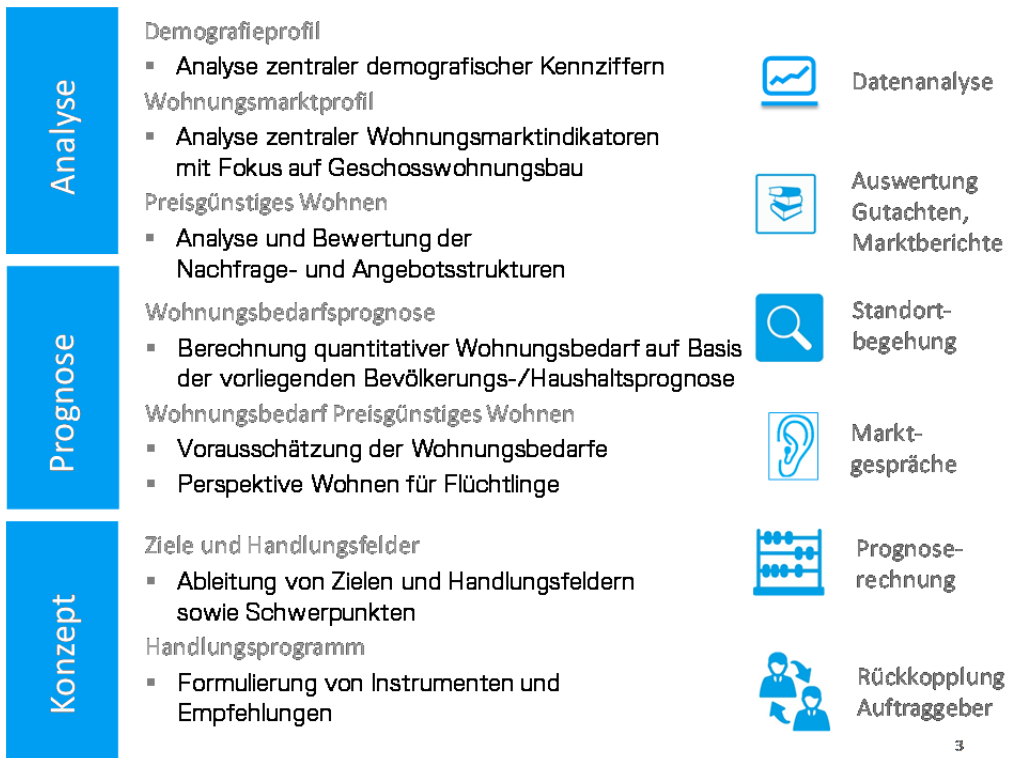 Analyse
Demografieprofil
▪ Analyse zentraler demografischer Kennziffern
Wohnungsmarktprofil
▪ Analyse zentraler Wohnungsmarktindikatoren
mit Fokus auf Geschosswohnungsbau
Preisgünstiges Wohnen
▪ Analyse und Bewertung der
Nachfrage- und Angebotsstrukturen
Prognose
Wohnungsbedarfsprognose
▪ Berechnung quantitativer Wohnungsbedarf auf Basis
der vorliegenden Bevölkerungs-/Haushaltsprognose
Wohnungsbedarf Preisgünstiges Wohnen
▪ Vorausschätzung der Wohnungsbedarfe
▪ Perspektive Wohnen für Flüchtlinge
Konzept
Ziele und Handlungsfelder
▪ Ableitung von Zielen und Handlungsfeldern
sowie Schwerpunkten
Handlungsprogramm
▪ Formulierung von Instrumenten und
Empfehlungen
Datenanalyse
Auswertung
Gutachten,
Marktberichte
Standort-
begehung
Markt-
gespräche
Prognose-
rechnung
Rückkopplung
Auftraggeber
3